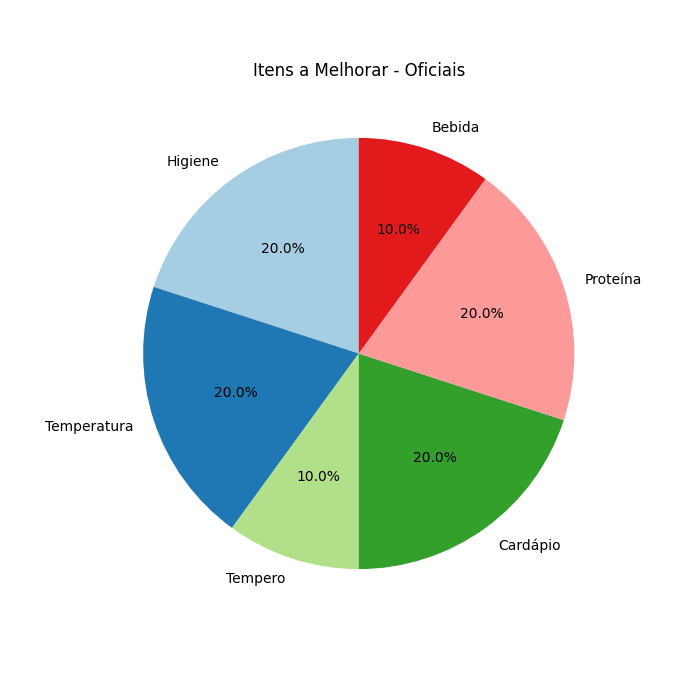 Itens a Melhorar - Oficiais
Bebida
Higiene
10.0%
20.0%
Proteína
20.0%
20.0%
Temperatura
20.0%
10.0%
Cardápio
Tempero